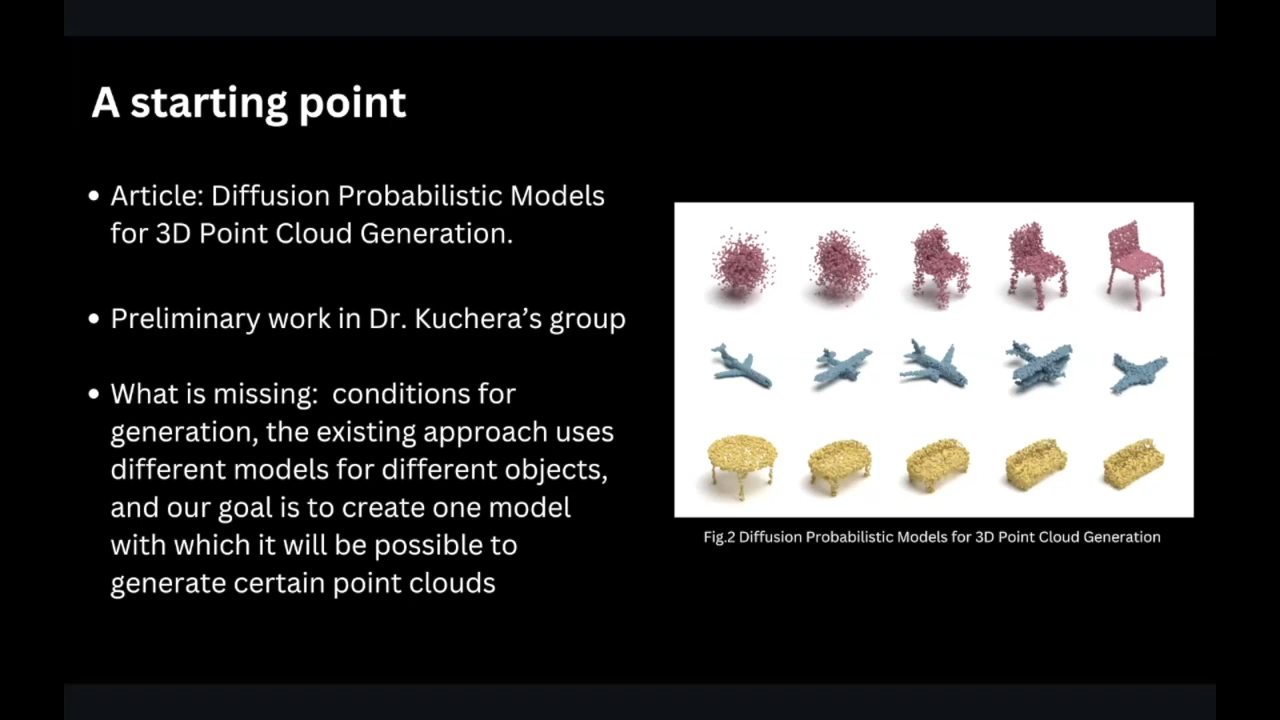 A starting point
• Article: Diffusion Probabilistic Models
for 3D Point Cloud Generation.
• Preliminary work in Dr. Kuchera’s group
• What is missing:  conditions for
generation, the existing approach uses
different models for different objects,
and our goal is to create one model
with which it will be possible to
generate certain point clouds
Fig.2 Diffusion Probabilistic Models for 3D Point Cloud Generation